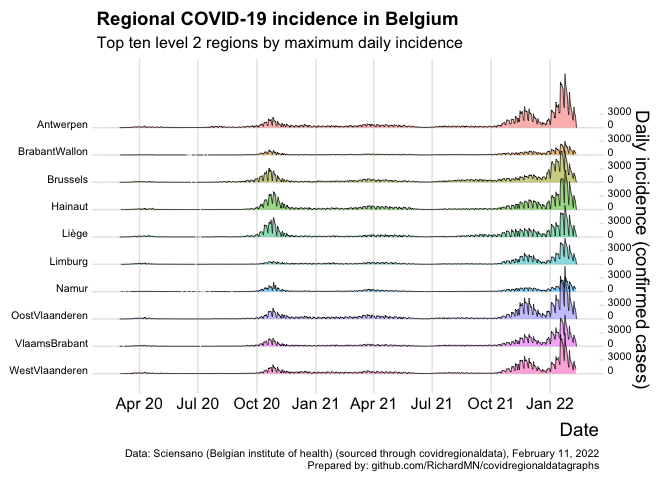 Regional COVID-19 incidence in Belgium
Top ten level 2 regions by maximum daily incidence
Antwerpen
3000
0
BrabantWallon
3000
0
Brussels
3000
0
Hainaut
3000
0
Liège
3000
0
Limburg
3000
0
Namur
3000
0
OostVlaanderen
3000
0
VlaamsBrabant
3000
0
WestVlaanderen
3000
0
Daily incidence (confirmed cases)
Apr 20 Jul 20 Oct 20 Jan 21 Apr 21 Jul 21 Oct 21 Jan 22
Date
Data: Sciensano (Belgian institute of health) (sourced through covidregionaldata), February 11, 2022
Prepared by: github.com/RichardMN/covidregionaldatagraphs